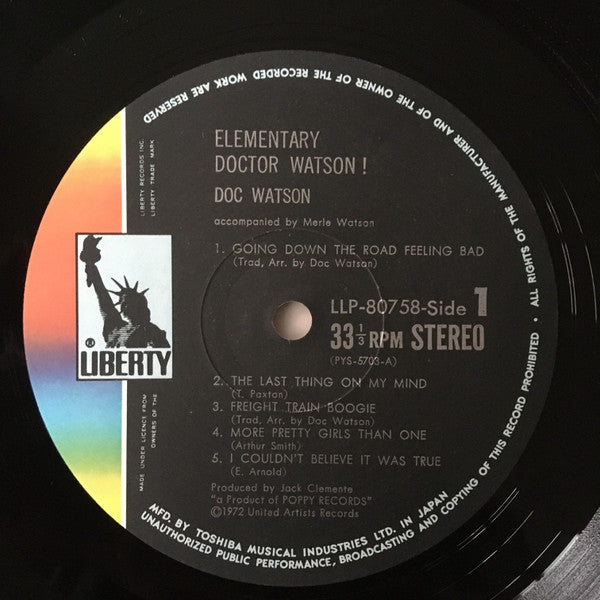 ELEMENTARY
DOCTOR WATSON !
DOC WATSON
accompanied by Merle Watson
1. GOING DOWN THE ROAD FEELING BAD
(Trad, Arr. by Doc Watson)
LLP-80758-Side 1
33 1/3 RPM STEREO
(PYS-5703-A)
2. THE LAST THING ON MY MIND
(T. Paxton)
3. FREIGHT TRAIN BOOGIE
(Trad, Arr. by Doc Watson)
4. MORE PRETTY GIRLS THAN ONE
(Arthur Smith)
5. I COULDN'T BELIEVE IT WAS TRUE
(E. Arnold)
Produced by Jack Clemente
"a Product of POPPY RECORDS"
©1972 United Artists Records
LIBERTY RECORDS INC.
LIBERTY TRADE MARK
®
LIBERTY
MADE UNDER LICENCE FROM
OWNERS OF THE
MFD. BY TOSHIBA MUSICAL INDUSTRIES LTD. IN JAPAN
• ALL RIGHTS OF THE MANUFACTURER AND OF THE OWNER OF THE RECORDED WORK ARE RESERVED
UNAUTHORIZED PUBLIC PERFORMANCE, BROADCASTING AND COPYING OF THIS RECORD PROHIBITED